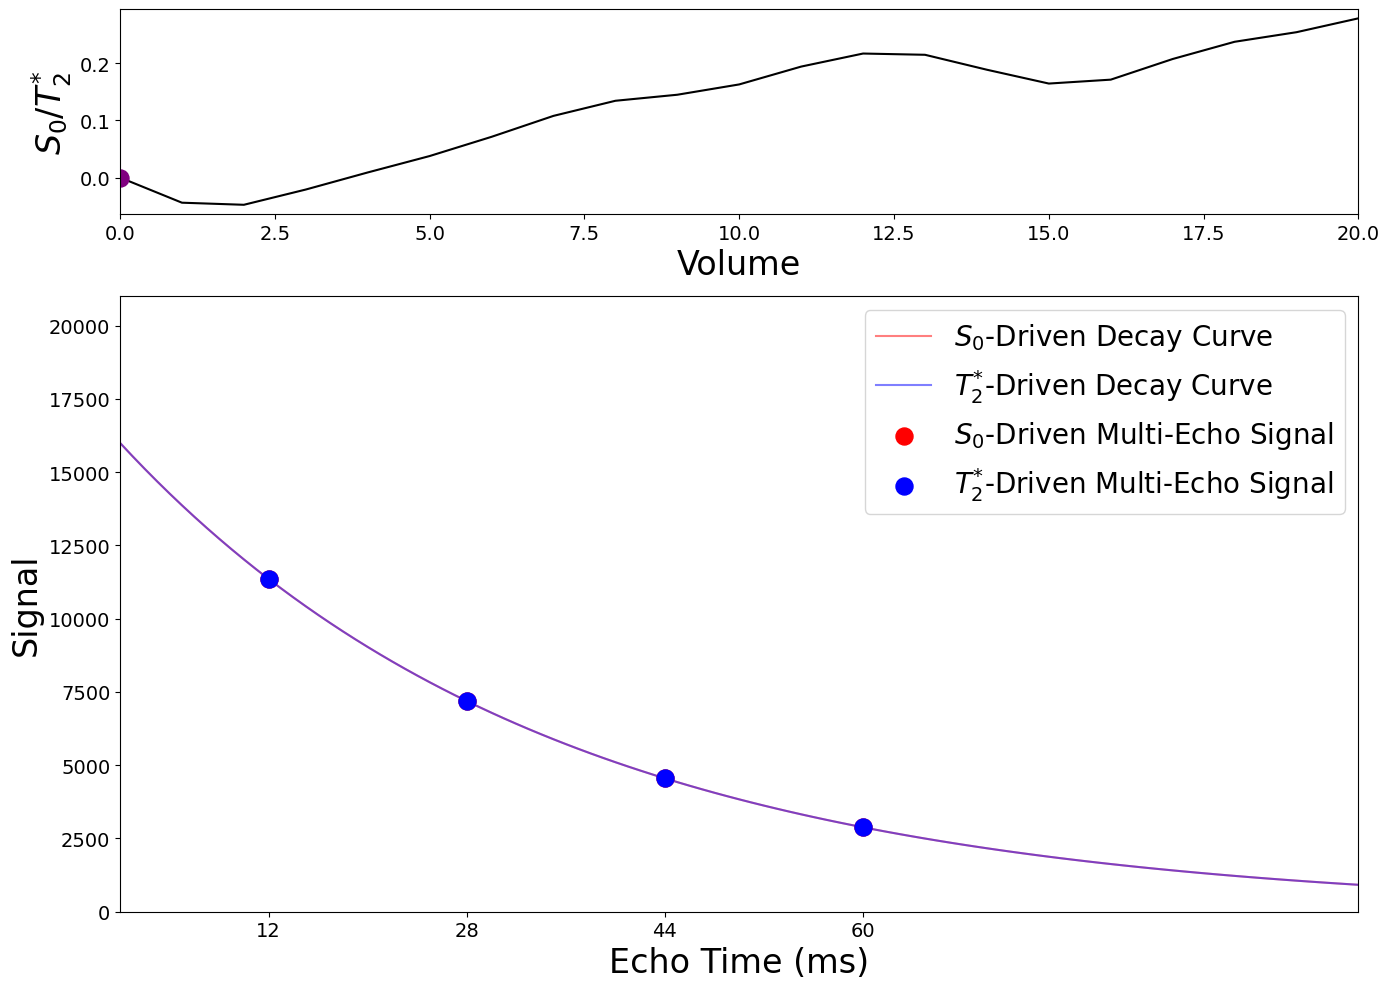 S₀/T₂*
0.2
0.1
0.0
0.0 2.5 5.0 7.5 10.0 12.5 15.0 17.5 20.0
Volume
Signal
20000
17500
15000
12500
10000
7500
5000
2500
0
S₀-Driven Decay Curve
T₂*-Driven Decay Curve
S₀-Driven Multi-Echo Signal
T₂*-Driven Multi-Echo Signal
12 28 44 60
Echo Time (ms)